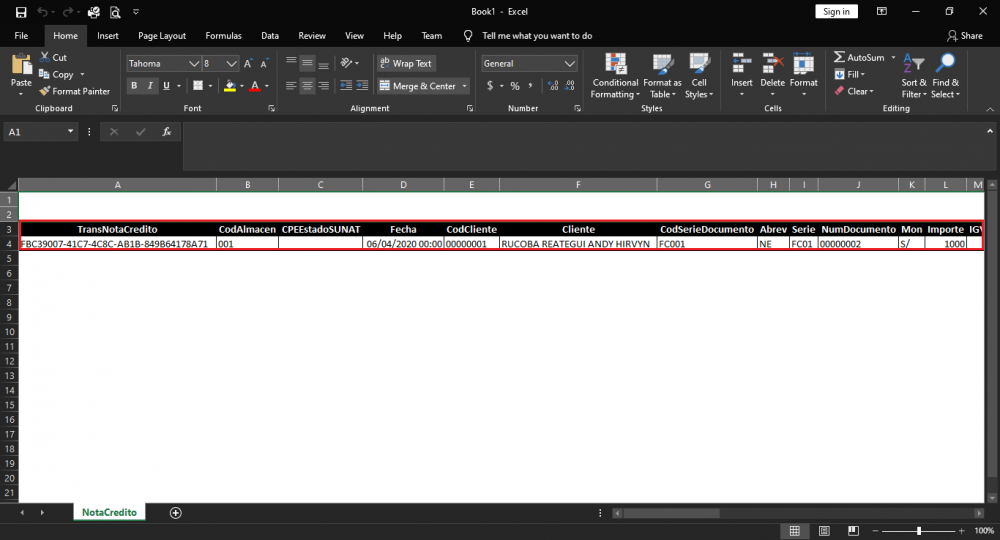 Book1 - Excel
Sign in
File Home Insert Page Layout Formulas Data Review View Help Team Tell me what you want to do Share
Paste
Cut
Copy
Format Painter
Clipboard
Tahoma 8
B I U
Font
Wrap Text
Merge & Center
Alignment
General
$ % ,
Number
Conditional Formatting
Format as Table
Cell Styles
Styles
Insert Delete Format
Cells
AutoSum
Fill
Clear
Sort & Filter
Find & Select
Editing
A1 fx
A B C D E F G H I J K L M
1
2
3 TransNotaCredito CodAlmacen CPEEstadoSUNAT Fecha CodCliente Cliente CodSerieDocumento Abrev Serie NumDocumento Mon Importe IGV
4 FBC39007-41C7-4C8C-AB1B-849B64178A71 001 06/04/2020 00:00 00000001 RUCOBA REATEGUI ANDY HIRVYN FC001 NE FC01 00000002 S/ 1000
5
6
7
8
9
10
11
12
13
14
15
16
17
18
19
20
21
NotaCredito
100%